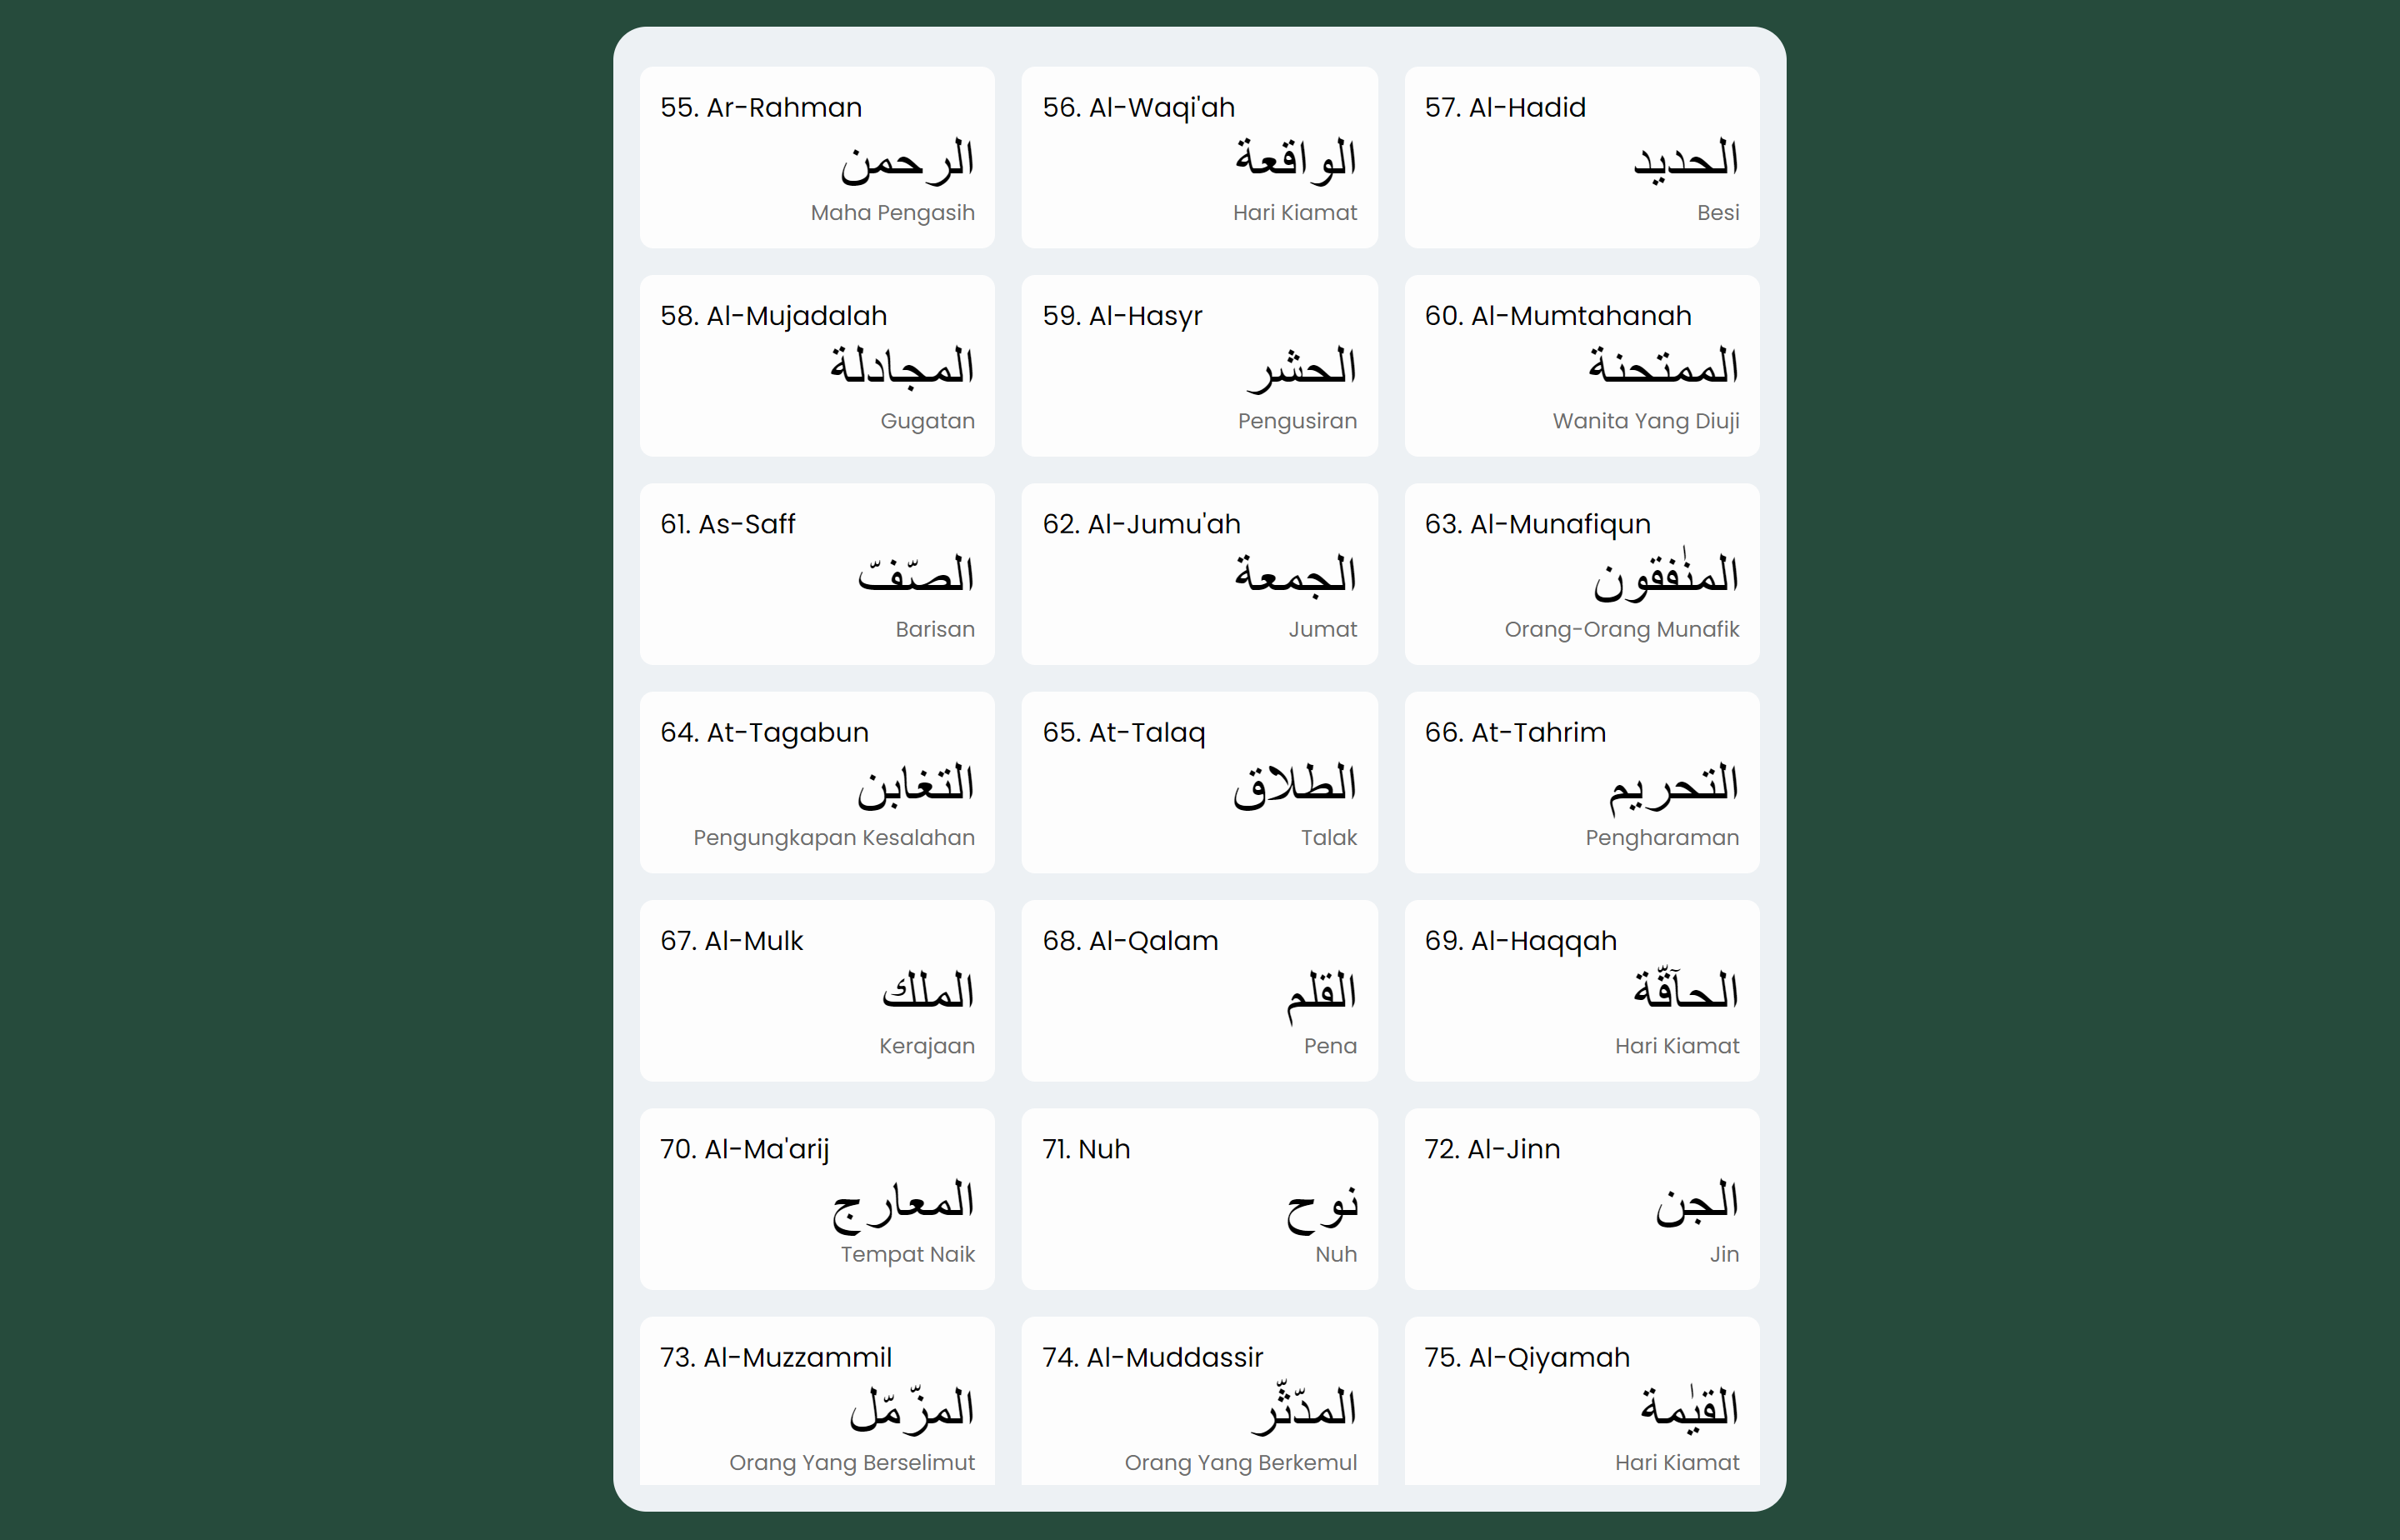 55. Ar-Rahman
الرحمن
Maha Pengasih
56. Al-Waqi'ah
الواقعة
Hari Kiamat
57. Al-Hadid
الحديد
Besi
58. Al-Mujadalah
المجادلة
Gugatan
59. Al-Hasyr
الحشر
Pengusiran
60. Al-Mumtahanah
الممتحنة
Wanita Yang Diuji
61. As-Saff
الصّفّ
Barisan
62. Al-Jumu'ah
الجمعة
Jumat
63. Al-Munafiqun
المنٰفقون
Orang-Orang Munafik
64. At-Tagabun
التغابن
Pengungkapan Kesalahan
65. At-Talaq
الطلاق
Talak
66. At-Tahrim
التحريم
Pengharaman
67. Al-Mulk
الملك
Kerajaan
68. Al-Qalam
القلم
Pena
69. Al-Haqqah
الحاۤقّة
Hari Kiamat
70. Al-Ma'arij
المعارج
Tempat Naik
71. Nuh
نوح
Nuh
72. Al-Jinn
الجن
Jin
73. Al-Muzzammil
المزّمّل
Orang Yang Berselimut
74. Al-Muddassir
المدّثّر
Orang Yang Berkemul
75. Al-Qiyamah
القيٰمة
Hari Kiamat